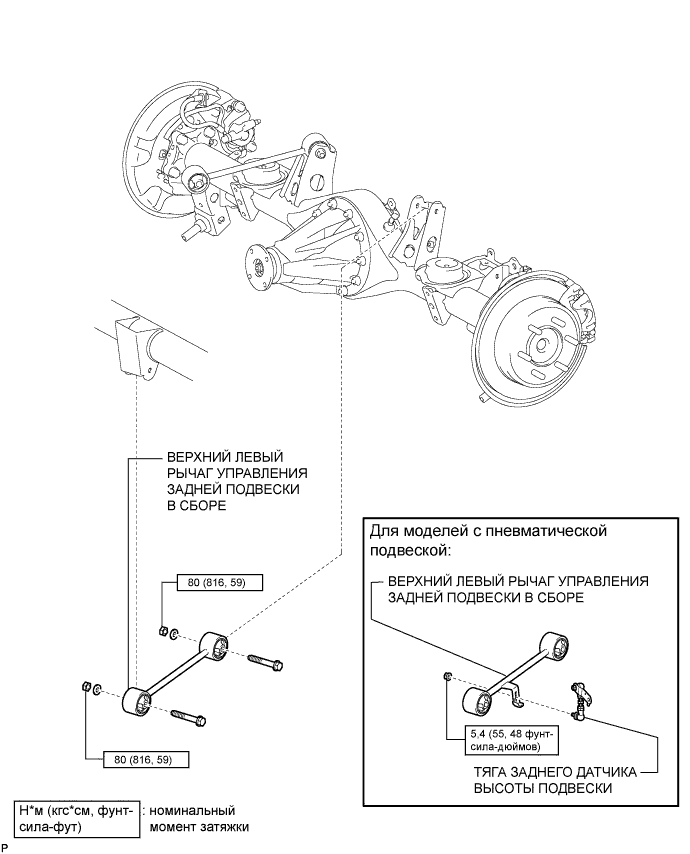 ВЕРХНИЙ ЛЕВЫЙ
РЫЧАГ УПРАВЛЕНИЯ
ЗАДНЕЙ ПОДВЕСКИ
В СБОРЕ
80 (816, 59)
80 (816, 59)
Для моделей с пневматической
подвеской:
ВЕРХНИЙ ЛЕВЫЙ РЫЧАГ УПРАВЛЕНИЯ
ЗАДНЕЙ ПОДВЕСКИ В СБОРЕ
5,4 (55, 48 фунт-
сила-дюймов)
ТЯГА ЗАДНЕГО ДАТЧИКА
ВЫСОТЫ ПОДВЕСКИ
Н*м (кгс*см, фунт-
сила-фут)
: номинальный
момент затяжки
P